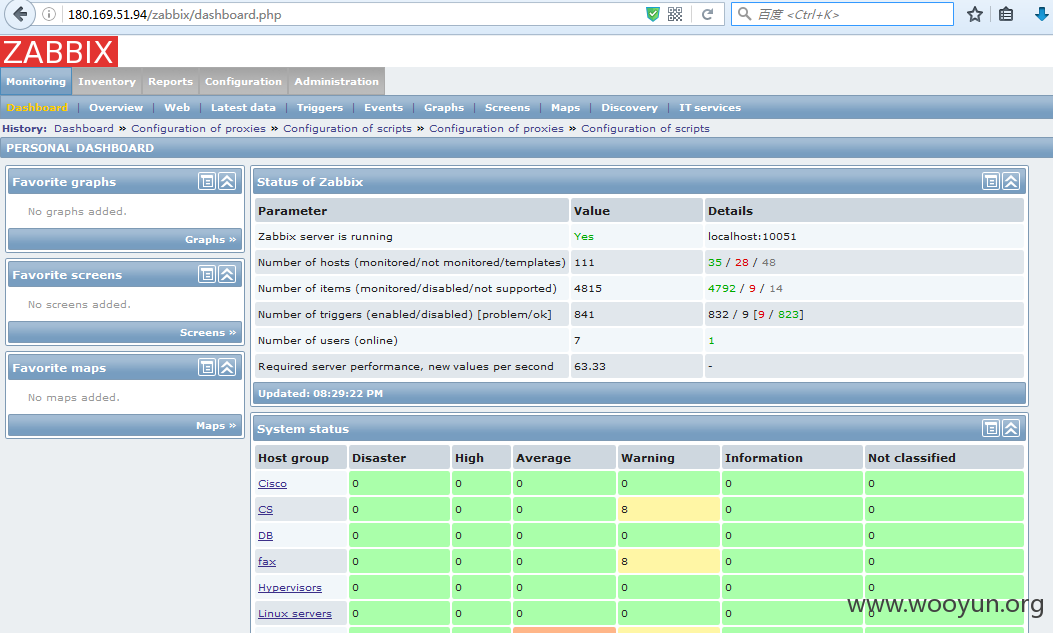 180.169.51.94/zabbix/dashboard.php 百度 <Ctrl+K>
ZABBIX
Monitoring Inventory Reports Configuration Administration
Dashboard | Overview | Web | Latest data | Triggers | Events | Graphs | Screens | Maps | Discovery | IT services
History: Dashboard » Configuration of proxies » Configuration of scripts » Configuration of proxies » Configuration of scripts
PERSONAL DASHBOARD
Favorite graphs
No graphs added.
Graphs »
Favorite screens
No screens added.
Screens »
Favorite maps
No maps added.
Maps »
Status of Zabbix
Parameter Value Details
Zabbix server is running Yes localhost:10051
Number of hosts (monitored/not monitored/templates) 111 35 / 28 / 48
Number of items (monitored/disabled/not supported) 4815 4792 / 9 / 14
Number of triggers (enabled/disabled) [problem/ok] 841 832 / 9 [9 / 823]
Number of users (online) 7 1
Required server performance, new values per second 63.33 -
Updated: 08:29:22 PM
System status
Host group Disaster High Average Warning Information Not classified
Cisco 0 0 0 0 0 0
CS 0 0 0 8 0 0
DB 0 0 0 0 0 0
fax 0 0 0 8 0 0
Hypervisors 0 0 0 0 0 0
Linux servers 0 0 0 0 0 0
www.wooyun.org